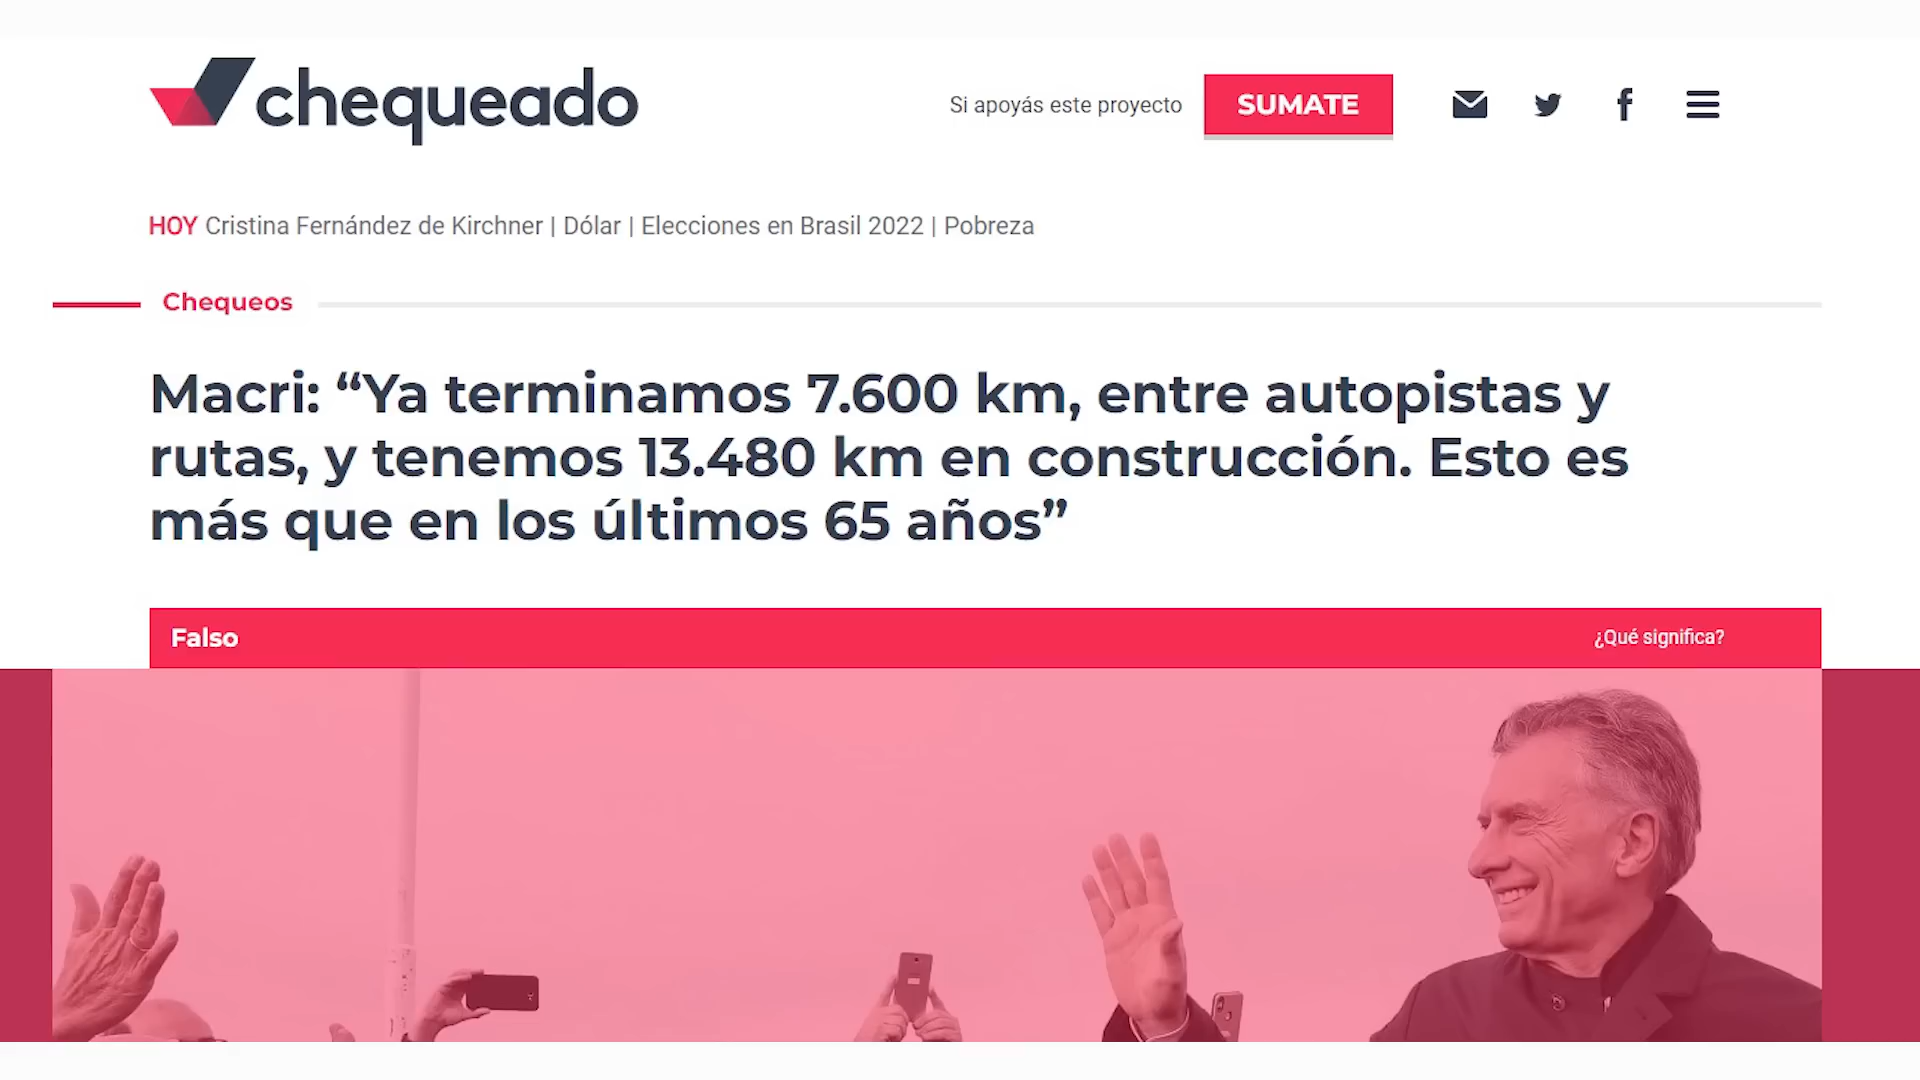 chequeado
Si apoyás este proyecto
SUMATE
HOY Cristina Fernández de Kirchner | Dólar | Elecciones en Brasil 2022 | Pobreza
Chequeos
Macri: “Ya terminamos 7.600 km, entre autopistas y
rutas, y tenemos 13.480 km en construcción. Esto es
más que en los últimos 65 años”
Falso
¿Qué significa?